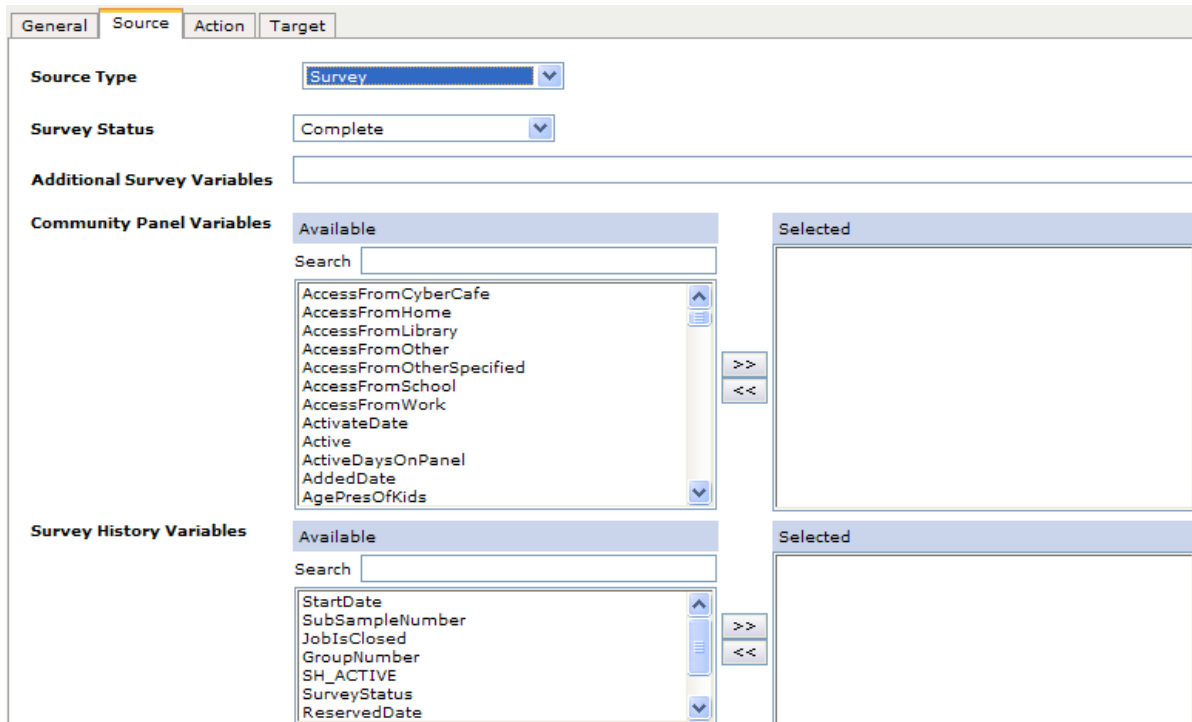 General Source Action Target
Source Type Survey
Survey Status Complete
Additional Survey Variables
Community Panel Variables Available Selected
Search
AccessFromCyberCafe
AccessFromHome
AccessFromLibrary
AccessFromOther
AccessFromOtherSpecified
AccessFromSchool
AccessFromWork
ActivateDate
Active
ActiveDaysOnPanel
AddedDate
AgePresOfKids
>>
<<
Survey History Variables Available Selected
Search
StartDate
SubSampleNumber
JobIsClosed
GroupNumber
SH_ACTIVE
SurveyStatus
ReservedDate
>>
<<